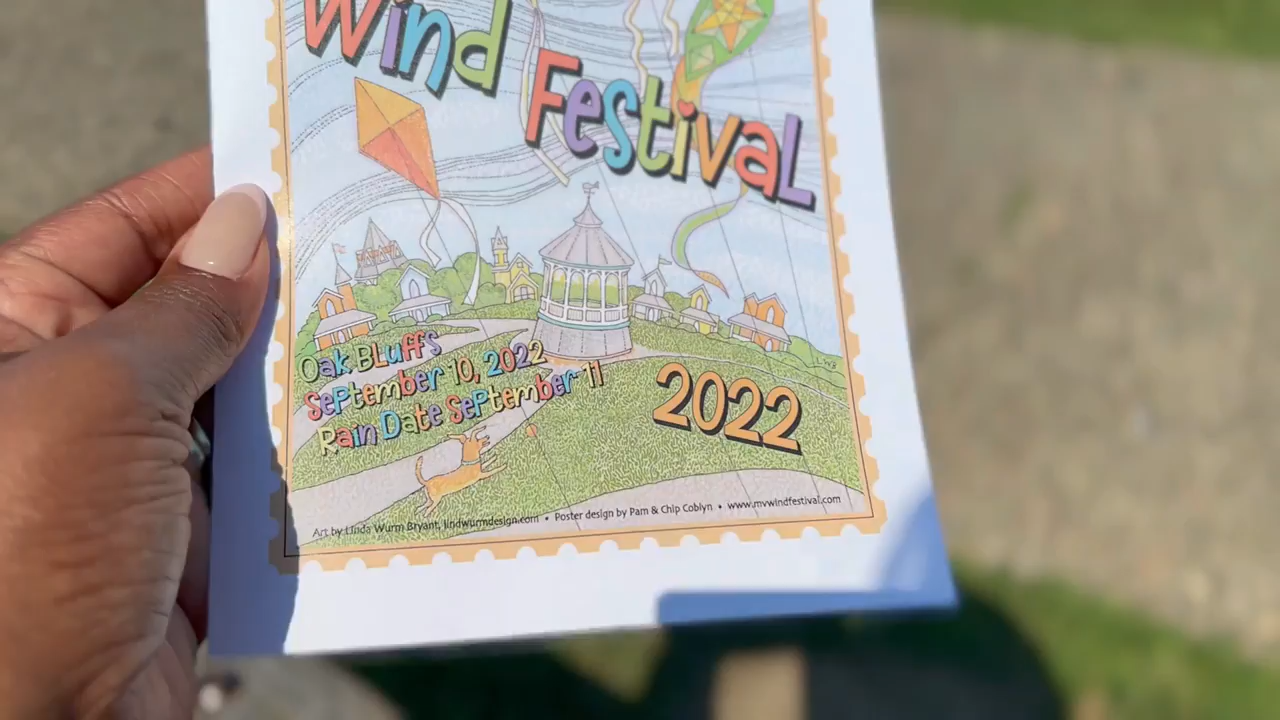 Wind Festival
Oak Bluffs
September 10, 2022
Rain Date September 11
2022
Art by Linda Wurm Bryant, lindwurmdesign.com • Poster design by Pam & Chip Coblyn • www.mvwindfestival.com